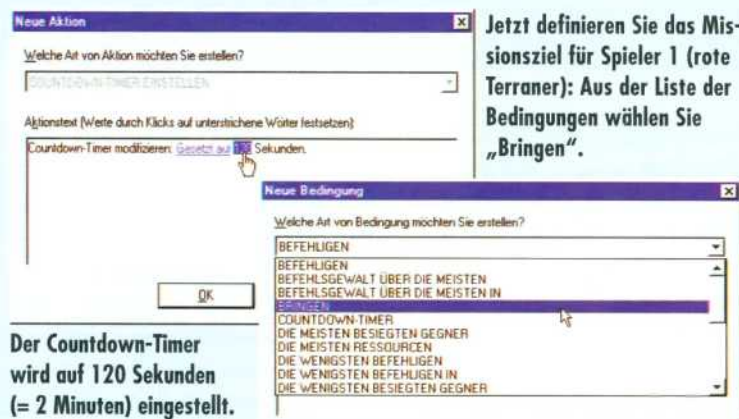 Neue Aktion
Welche Art von Aktion möchten Sie erstellen?
COUNTDOWN-TIMER EINSTELLEN
Aktionstext (Werte durch Klicks auf unterstrichene Wörter festsetzen):
Countdown-Timer modifizieren: Gesetzt auf 120 Sekunden.
OK
Jetzt definieren Sie das Mis-
sionsziel für Spieler 1 (rote
Terraner): Aus der Liste der
Bedingungen wählen Sie
„Bringen“.
Neue Bedingung
Welche Art von Bedingung möchten Sie erstellen?
BEFEHLIGEN
BEFEHLIGEN
BEFEHLSGEWALT ÜBER DIE MEISTEN
BEFEHLSGEWALT ÜBER DIE MEISTEN IN
BRINGEN
COUNTDOWN-TIMER
DIE MEISTEN BESIEGTEN GEGNER
DIE MEISTEN RESSOURCEN
DIE WENIGSTEN BEFEHLIGEN
DIE WENIGSTEN BEFEHLIGEN IN
DIE WENIGSTEN BESIEGTEN GEGNER
Der Countdown-Timer
wird auf 120 Sekunden
(= 2 Minuten) eingestellt.